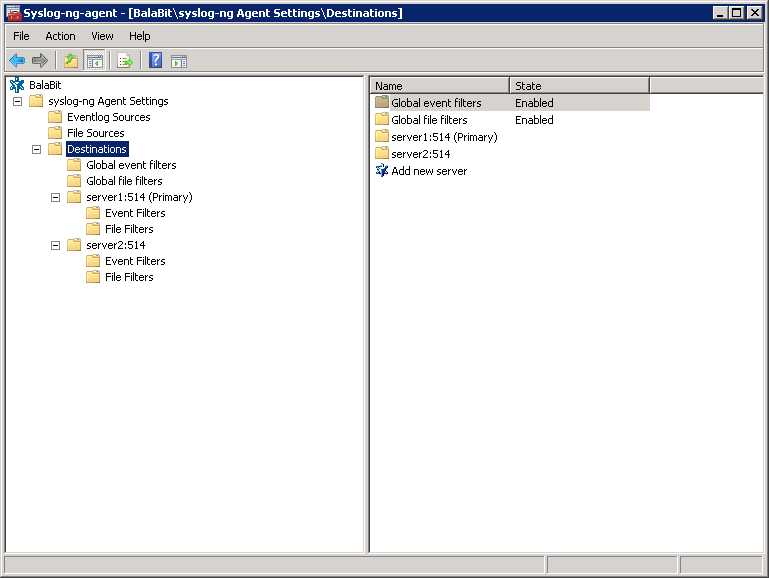 Syslog-ng-agent - [BalaBit\syslog-ng Agent Settings\Destinations]
File Action View Help
BalaBit
syslog-ng Agent Settings
Eventlog Sources
File Sources
Destinations
Global event filters
Global file filters
server1:514 (Primary)
Event Filters
File Filters
server2:514
Event Filters
File Filters
Name State
Global event filters Enabled
Global file filters Enabled
server1:514 (Primary)
server2:514
Add new server